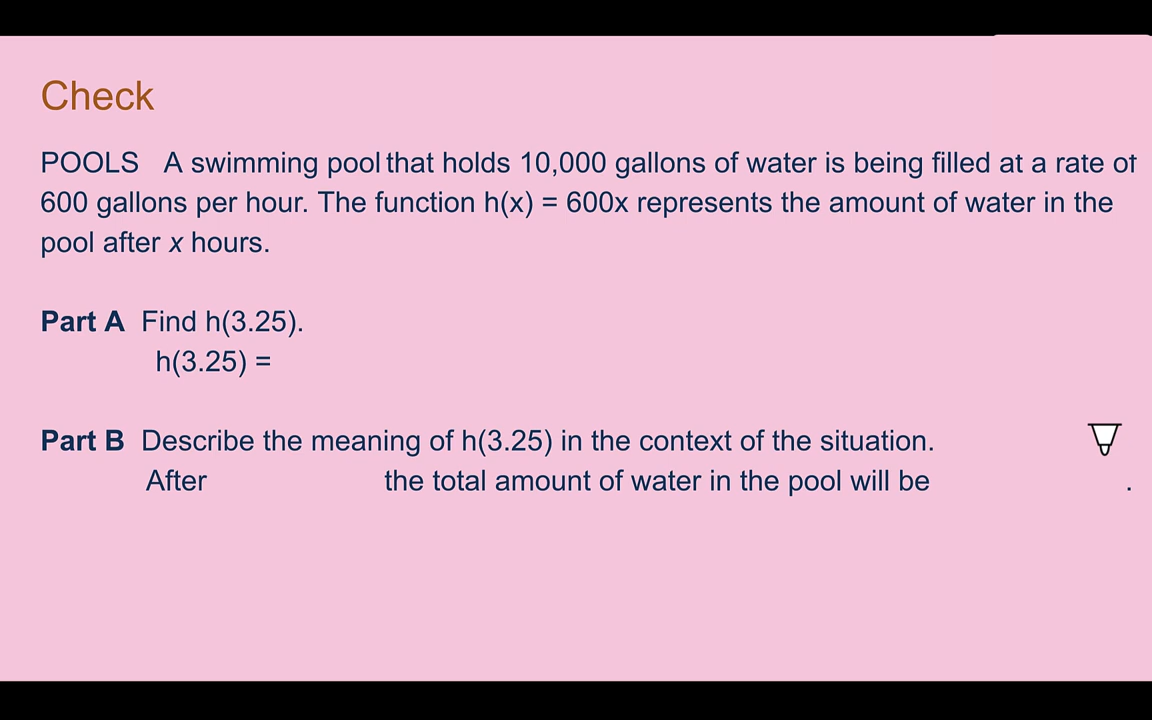 Check
POOLS A swimming pool that holds 10,000 gallons of water is being filled at a rate of
600 gallons per hour. The function h(x) = 600x represents the amount of water in the
pool after x hours.
Part A Find h(3.25).
h(3.25) =
Part B Describe the meaning of h(3.25) in the context of the situation.
After the total amount of water in the pool will be .